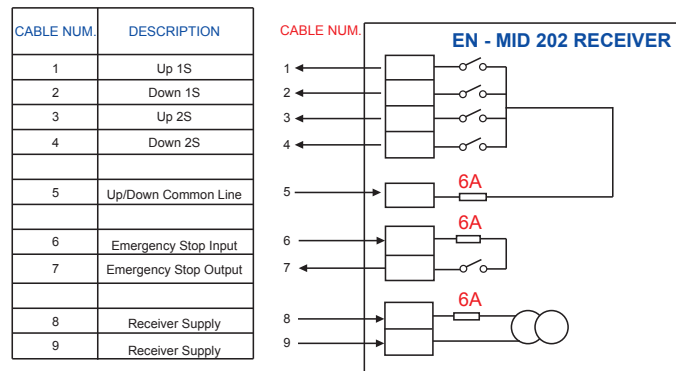 CABLE NUM. DESCRIPTION
1 Up 1S
2 Down 1S
3 Up 2S
4 Down 2S
5 Up/Down Common Line
6 Emergency Stop Input
7 Emergency Stop Output
8 Receiver Supply
9 Receiver Supply
CABLE NUM.
EN - MID 202 RECEIVER
1
2
3
4
5
6A
6
6A
7
6A
8
9